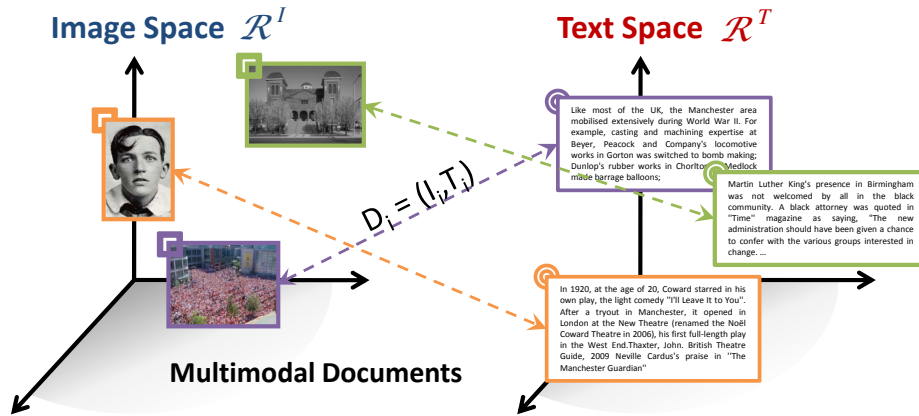 Image Space R^I
Text Space R^T
Like most of the UK, the Manchester area
mobilised extensively during World War II. For
example, casting and machining expertise at
Beyer, Peacock and Company's locomotive
works in Gorton was switched to bomb making;
Dunlop's rubber works in Chorlton Medlock
made barrage balloons;
Martin Luther King's presence in Birmingham
was not welcomed by all in the black
community. A black attorney was quoted in
"Time" magazine as saying, "The new
administration should have been given a chance
to confer with the various groups interested in
change. ...
D_i = (I_i, T_i)
In 1920, at the age of 20, Coward starred in his
own play, the light comedy "I'll Leave It to You".
After a tryout in Manchester, it opened in
London at the New Theatre (renamed the Noël
Coward Theatre in 2006), his first full-length play
in the West End.Thaxter, John. British Theatre
Guide, 2009 Neville Cardus's praise in "The
Manchester Guardian"
Multimodal Documents